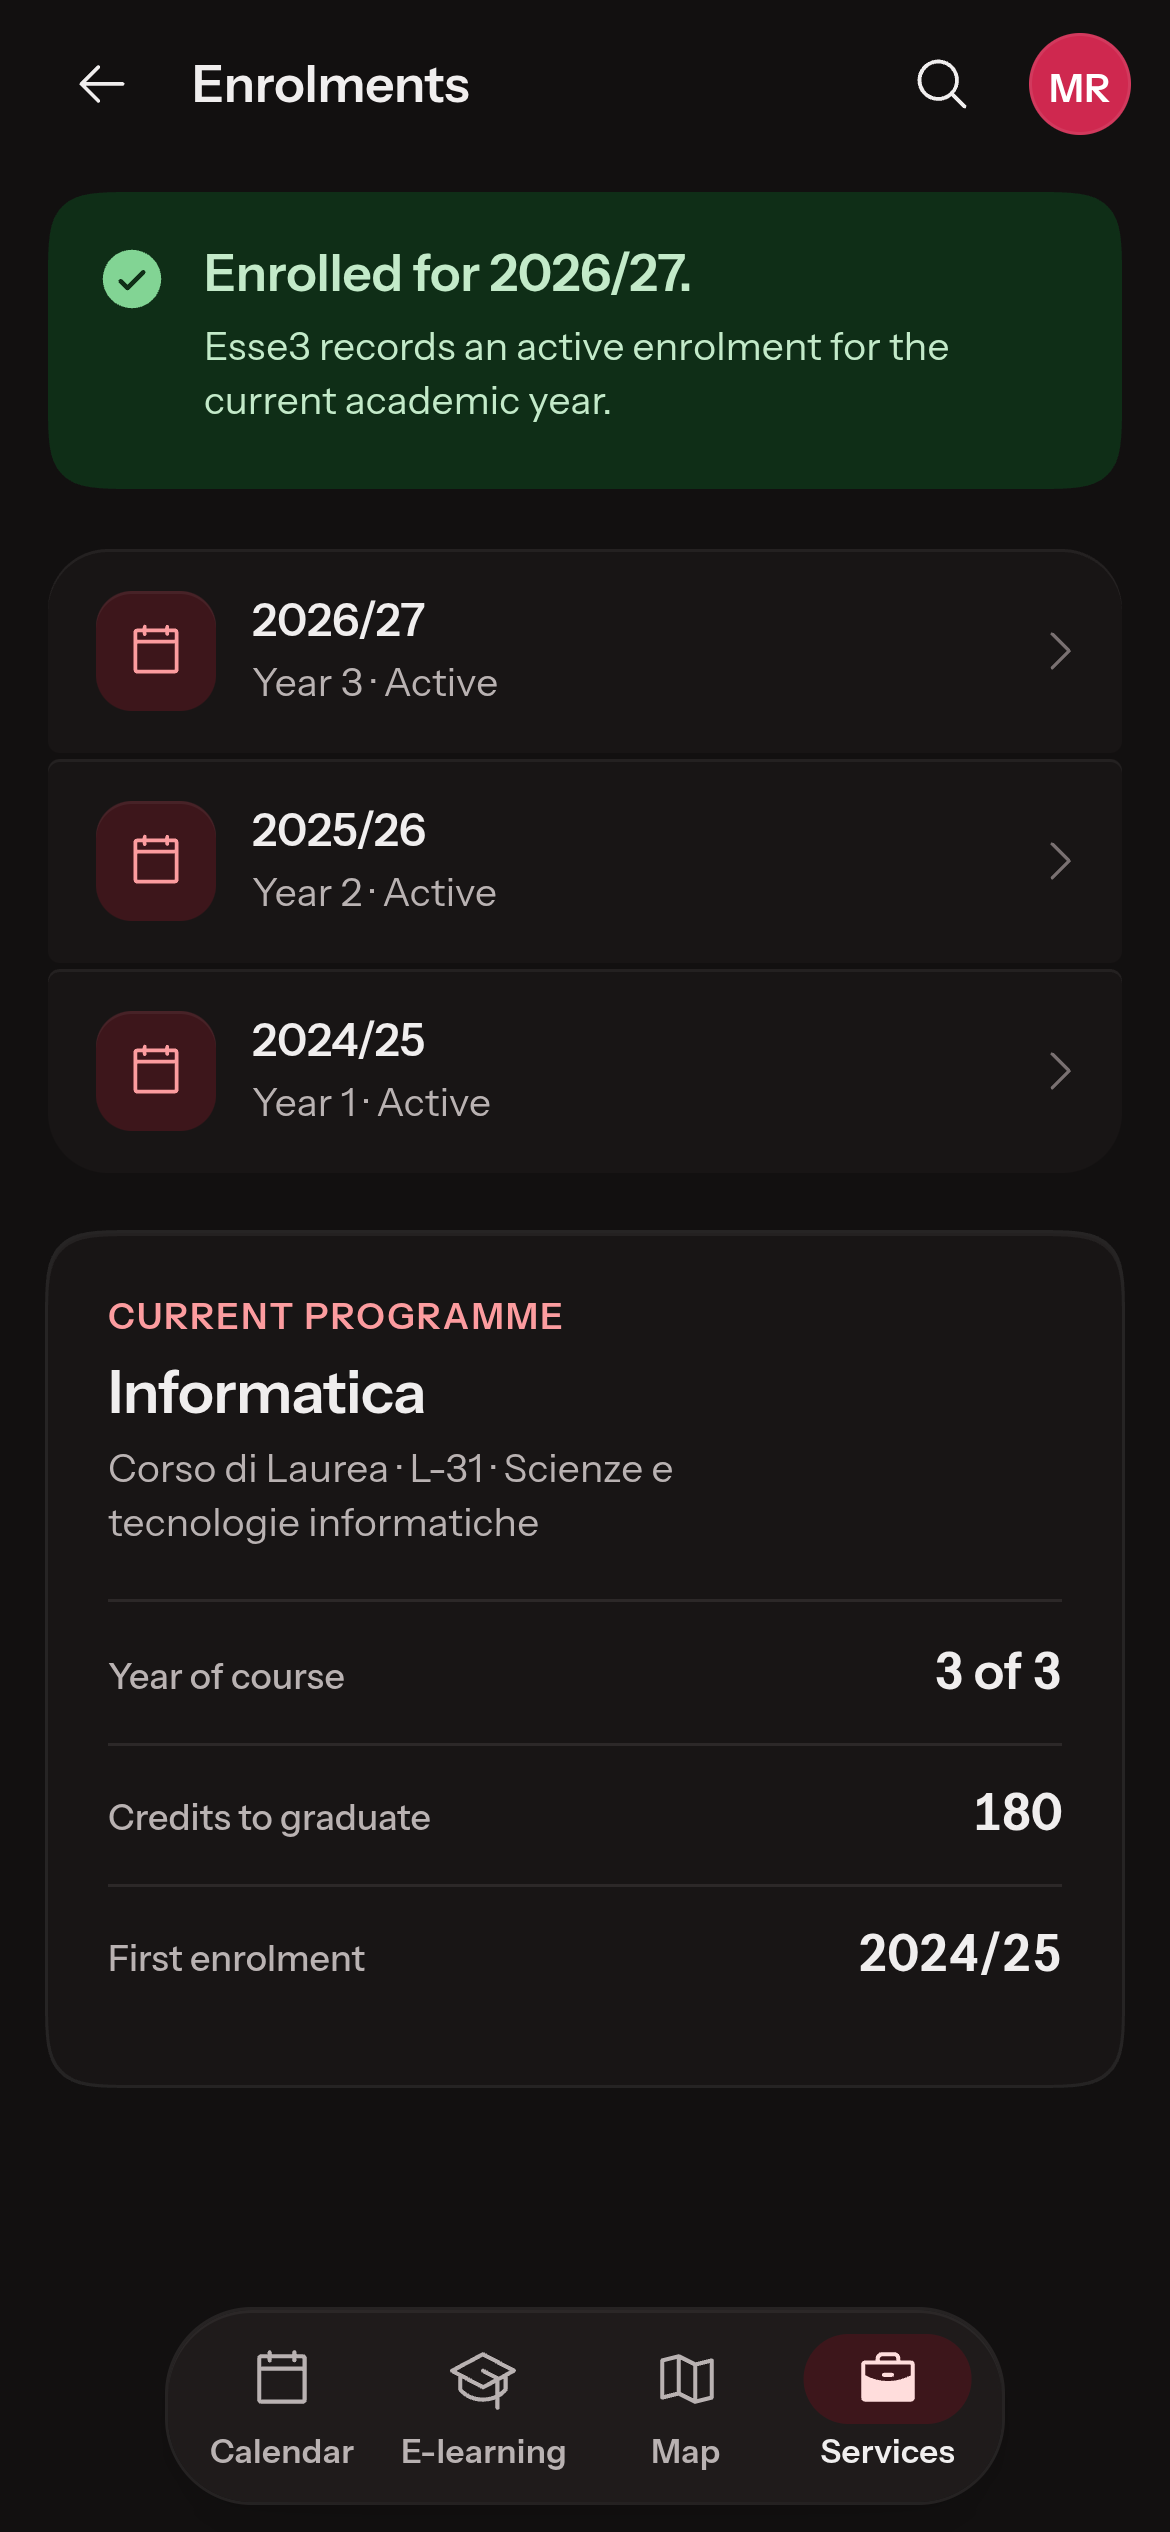 Enrolments
MR
Enrolled for 2026/27.
Esse3 records an active enrolment for the
current academic year.
2026/27
Year 3 · Active
2025/26
Year 2 · Active
2024/25
Year 1 · Active
CURRENT PROGRAMME
Informatica
Corso di Laurea · L-31 · Scienze e
tecnologie informatiche
Year of course 3 of 3
Credits to graduate 180
First enrolment 2024/25
Calendar E-learning Map Services